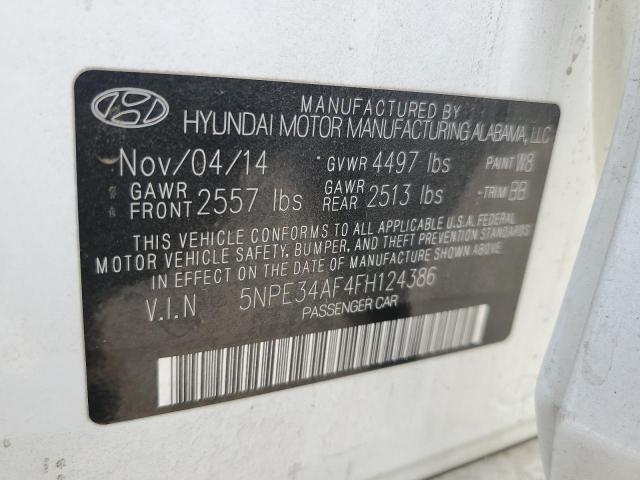 MANUFACTURED BY
HYUNDAI MOTOR MANUFACTURING ALABAMA, LLC
Nov/04/14 GVWR 4497 lbs PAINT W8
GAWR FRONT 2557 lbs GAWR REAR 2513 lbs TRIM BB
THIS VEHICLE CONFORMS TO ALL APPLICABLE U.S.A. FEDERAL
MOTOR VEHICLE SAFETY, BUMPER, AND THEFT PREVENTION STANDARDS
IN EFFECT ON THE DATE OF MANUFACTURE SHOWN ABOVE.
V.I.N 5NPE34AF4FH124386
PASSENGER CAR